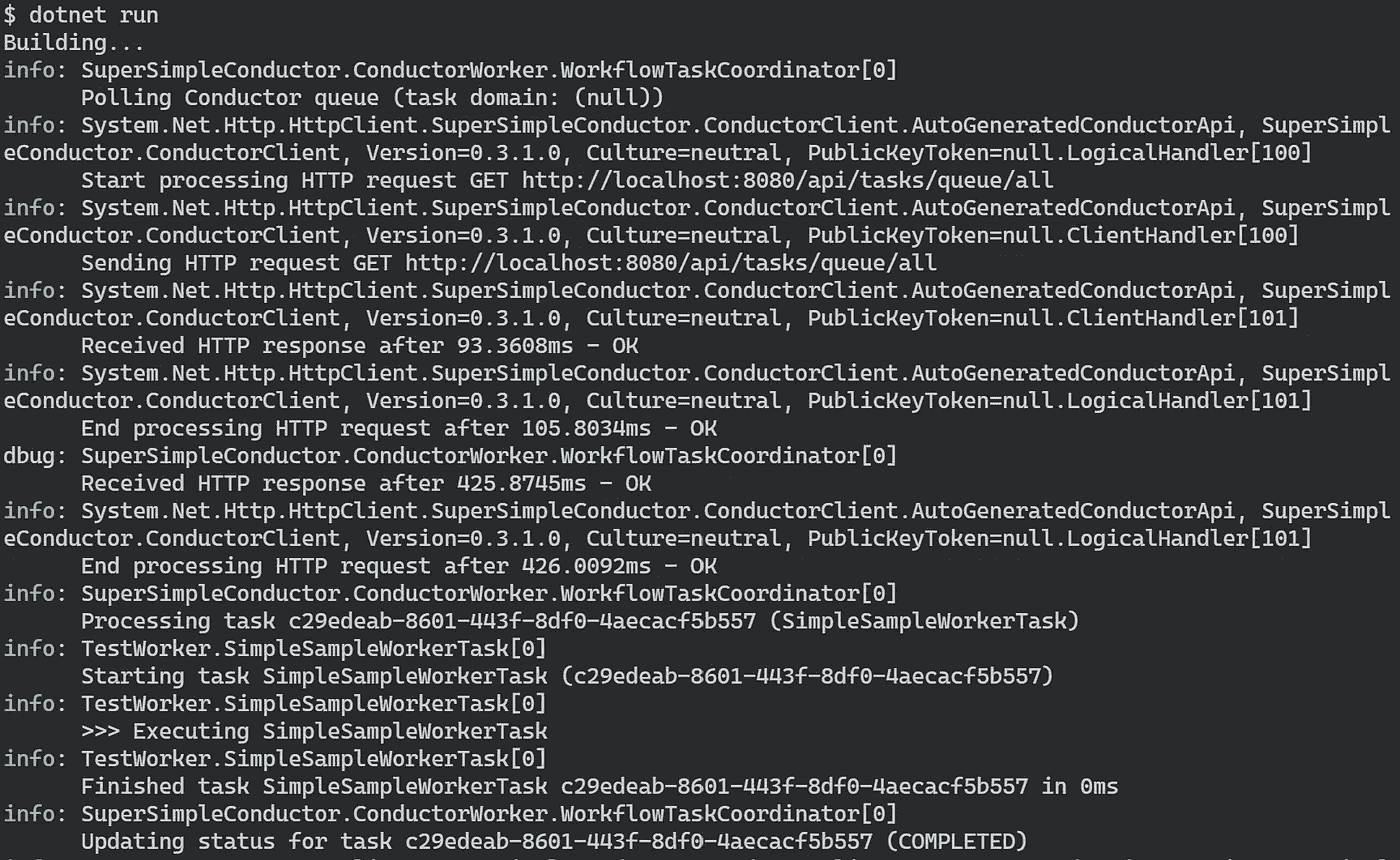 $ dotnet run
Building...
info: SuperSimpleConductor.ConductorWorker.WorkflowTaskCoordinator[0]
      Polling Conductor queue (task domain: (null))
info: System.Net.Http.HttpClient.SuperSimpleConductor.ConductorClient.AutoGeneratedConductorApi, SuperSimpl
eConductor.ConductorClient, Version=0.3.1.0, Culture=neutral, PublicKeyToken=null.LogicalHandler[100]
      Start processing HTTP request GET http://localhost:8080/api/tasks/queue/all
info: System.Net.Http.HttpClient.SuperSimpleConductor.ConductorClient.AutoGeneratedConductorApi, SuperSimpl
eConductor.ConductorClient, Version=0.3.1.0, Culture=neutral, PublicKeyToken=null.ClientHandler[100]
      Sending HTTP request GET http://localhost:8080/api/tasks/queue/all
info: System.Net.Http.HttpClient.SuperSimpleConductor.ConductorClient.AutoGeneratedConductorApi, SuperSimpl
eConductor.ConductorClient, Version=0.3.1.0, Culture=neutral, PublicKeyToken=null.ClientHandler[101]
      Received HTTP response after 93.3608ms - OK
info: System.Net.Http.HttpClient.SuperSimpleConductor.ConductorClient.AutoGeneratedConductorApi, SuperSimpl
eConductor.ConductorClient, Version=0.3.1.0, Culture=neutral, PublicKeyToken=null.LogicalHandler[101]
      End processing HTTP request after 105.8034ms - OK
dbug: SuperSimpleConductor.ConductorWorker.WorkflowTaskCoordinator[0]
      Received HTTP response after 425.8745ms - OK
info: System.Net.Http.HttpClient.SuperSimpleConductor.ConductorClient.AutoGeneratedConductorApi, SuperSimpl
eConductor.ConductorClient, Version=0.3.1.0, Culture=neutral, PublicKeyToken=null.LogicalHandler[101]
      End processing HTTP request after 426.0092ms - OK
info: SuperSimpleConductor.ConductorWorker.WorkflowTaskCoordinator[0]
      Processing task c29edeab-8601-443f-8df0-4aecacf5b557 (SimpleSampleWorkerTask)
info: TestWorker.SimpleSampleWorkerTask[0]
      Starting task SimpleSampleWorkerTask (c29edeab-8601-443f-8df0-4aecacf5b557)
info: TestWorker.SimpleSampleWorkerTask[0]
      >>> Executing SimpleSampleWorkerTask
info: TestWorker.SimpleSampleWorkerTask[0]
      Finished task SimpleSampleWorkerTask c29edeab-8601-443f-8df0-4aecacf5b557 in 0ms
info: SuperSimpleConductor.ConductorWorker.WorkflowTaskCoordinator[0]
      Updating status for task c29edeab-8601-443f-8df0-4aecacf5b557 (COMPLETED)